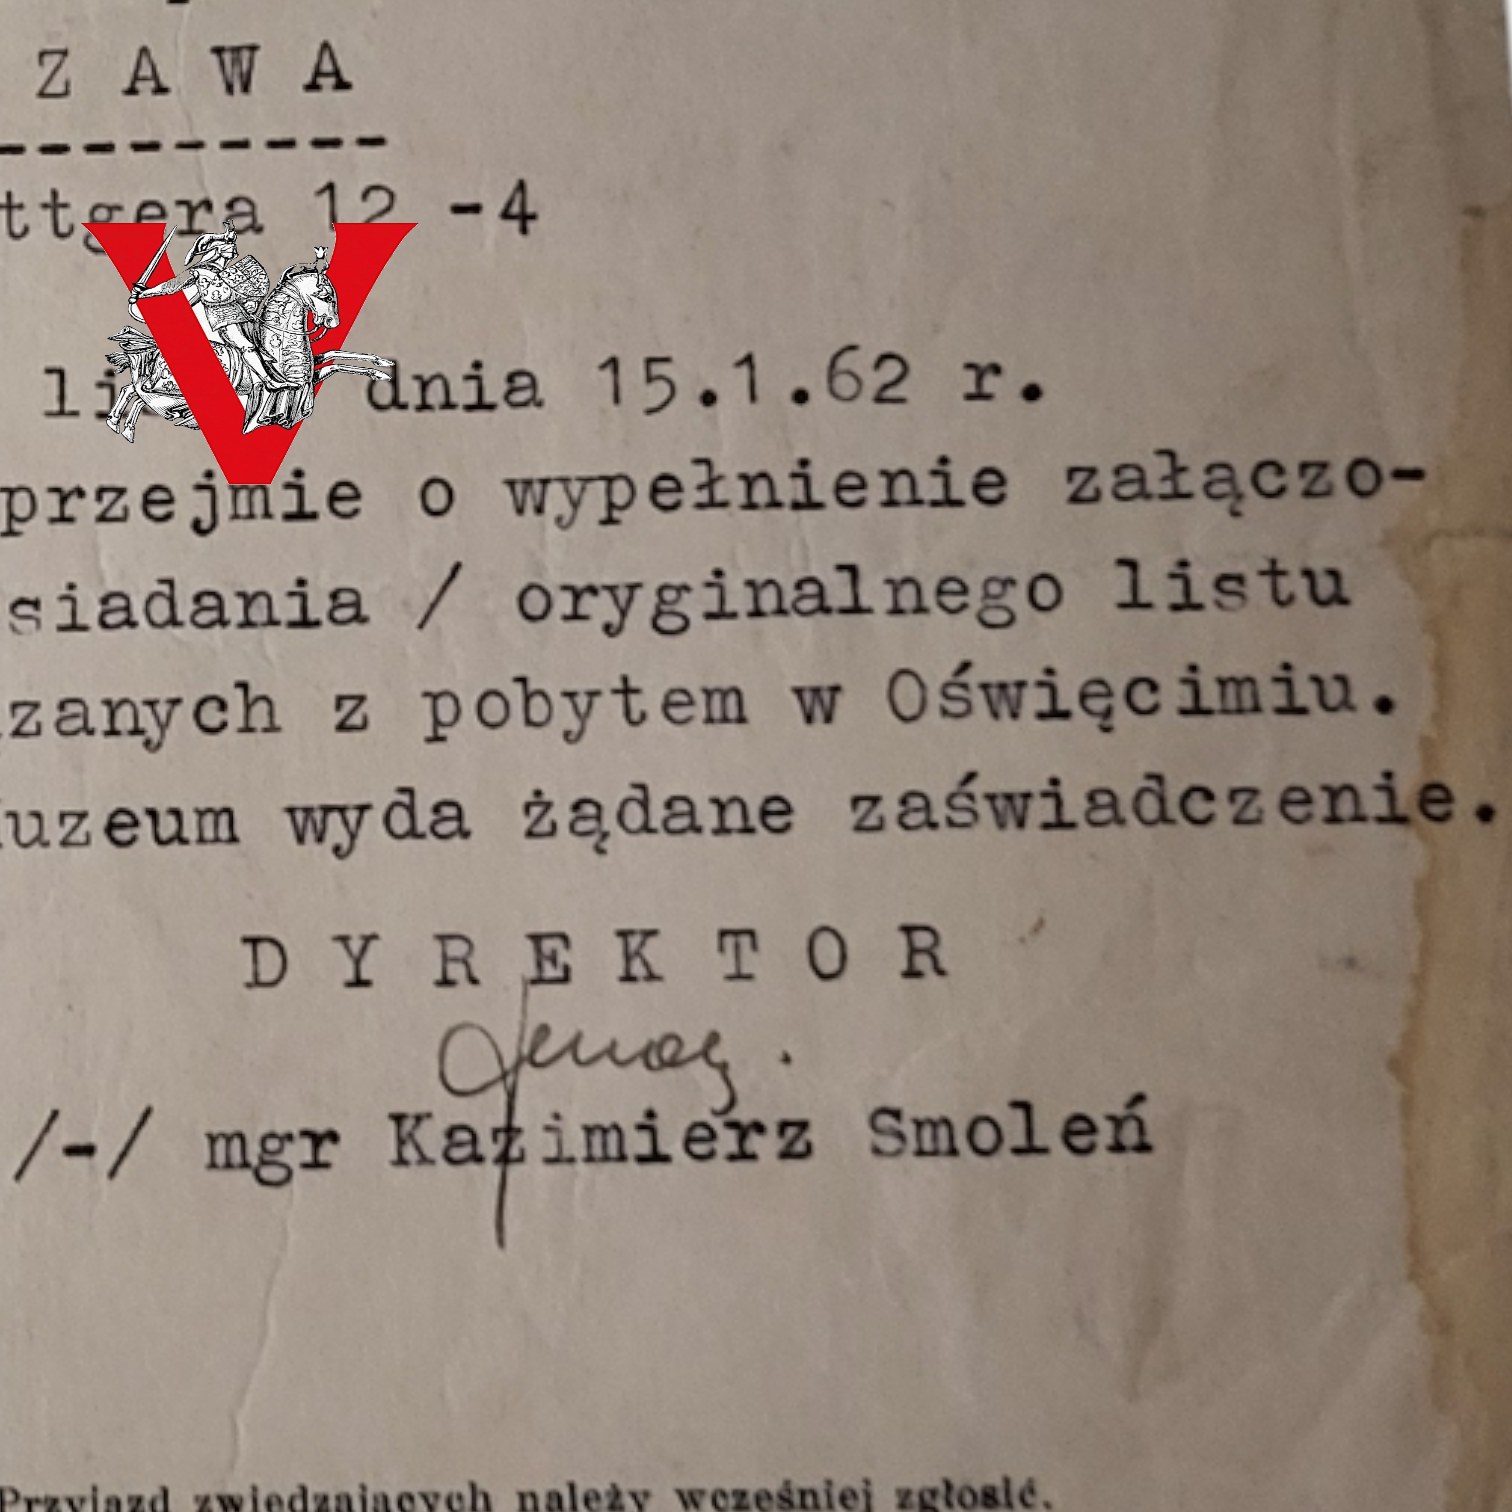 Z A W A
---------
ttgera 12 -4
dnia 15.1.62 r.
przejmie o wypełnienie załączo-
siadania / oryginalnego listu
zanych z pobytem w Oświęcimiu.
uzeum wyda żądane zaświadczenie.
D Y R E K T O R
/-/ mgr Kazimierz Smoleń
Przyjazd zwiedzających należy wcześniej zgłosić.